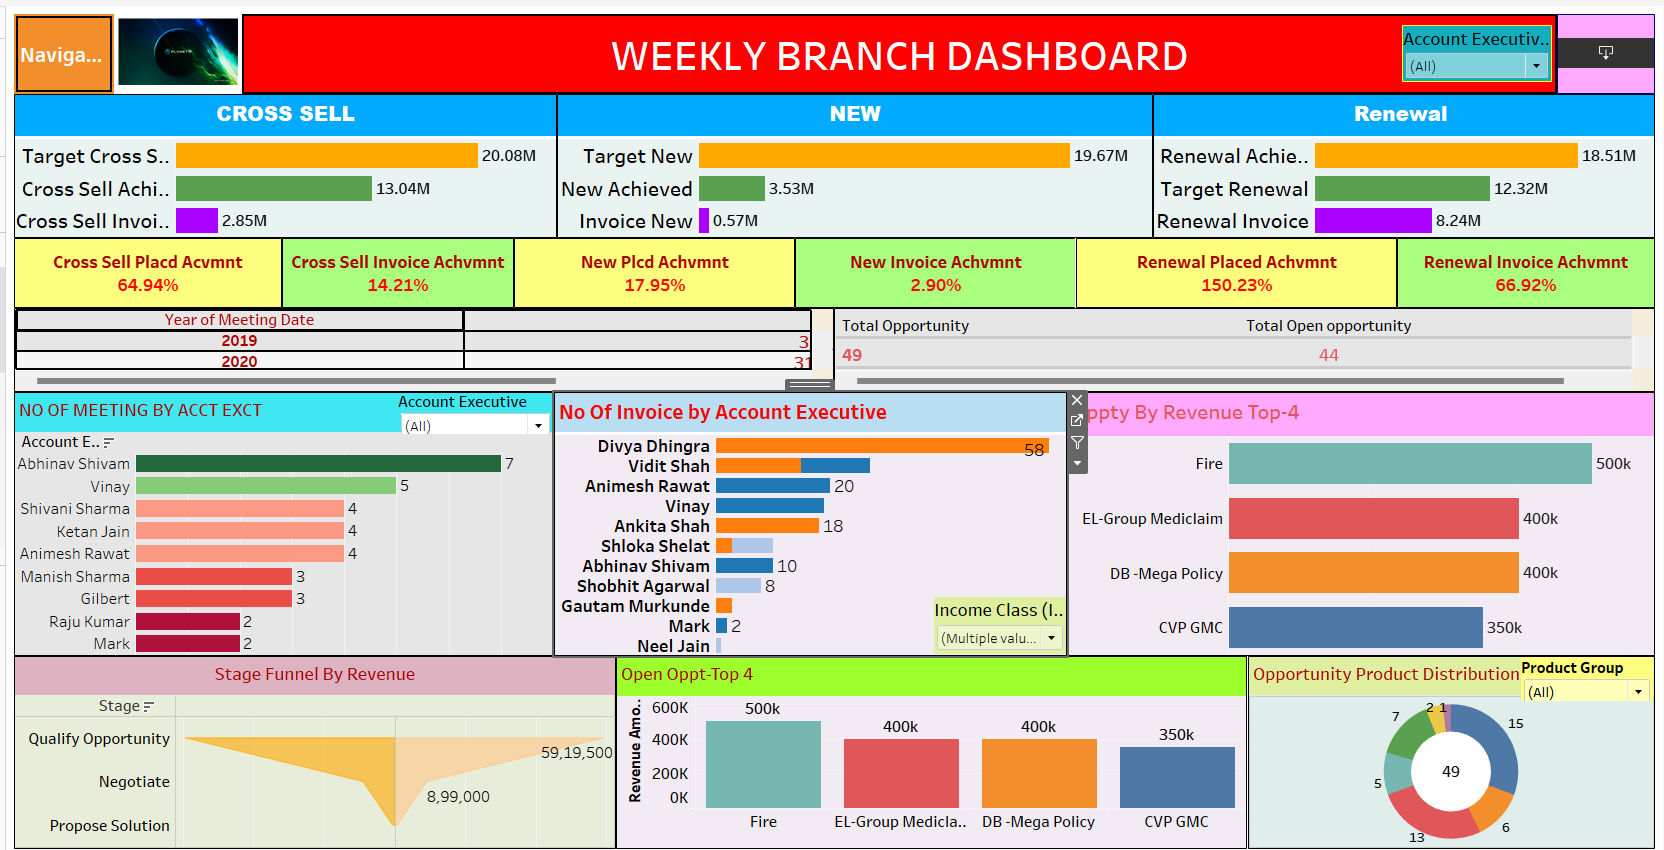 Naviga...
PLANET
WEEKLY BRANCH DASHBOARD
Account Executiv..
(All)
CROSS SELL
Target Cross S..
20.08M
Cross Sell Achi..
13.04M
Cross Sell Invoi..
2.85M
NEW
Target New
19.67M
New Achieved
3.53M
Invoice New
0.57M
Renewal
Renewal Achie..
18.51M
Target Renewal
12.32M
Renewal Invoice
8.24M
Cross Sell Placd Acvmnt
64.94%
Cross Sell Invoice Achvmnt
14.21%
New Plcd Achvmnt
17.95%
New Invoice Achvmnt
2.90%
Renewal Placed Achvmnt
150.23%
Renewal Invoice Achvmnt
66.92%
Year of Meeting Date
2019 3
2020 31
Total Opportunity
Total Open opportunity
49
44
NO OF MEETING BY ACCT EXCT
Account Executive
(All)
Account E..
Abhinav Shivam 7
Vinay 5
Shivani Sharma 4
Ketan Jain 4
Animesh Rawat 4
Manish Sharma 3
Gilbert 3
Raju Kumar 2
Mark 2
No Of Invoice by Account Executive
Divya Dhingra 58
Vidit Shah
Animesh Rawat 20
Vinay
Ankita Shah 18
Shloka Shelat
Abhinav Shivam 10
Shobhit Agarwal 8
Gautam Murkunde
Mark 2
Neel Jain
Income Class (I..
(Multiple valu...
ppty By Revenue Top-4
Fire 500k
EL-Group Mediclaim 400k
DB -Mega Policy 400k
CVP GMC 350k
Stage Funnel By Revenue
Stage
Qualify Opportunity
59,19,500
Negotiate
8,99,000
Propose Solution
Open Oppt-Top 4
Revenue Amo..
600K
400K
200K
0K
500k
400k
400k
350k
Fire
EL-Group Medicla..
DB -Mega Policy
CVP GMC
Opportunity Product Distribution
Product Group
(All)
15
6
13
5
7
2
1
49